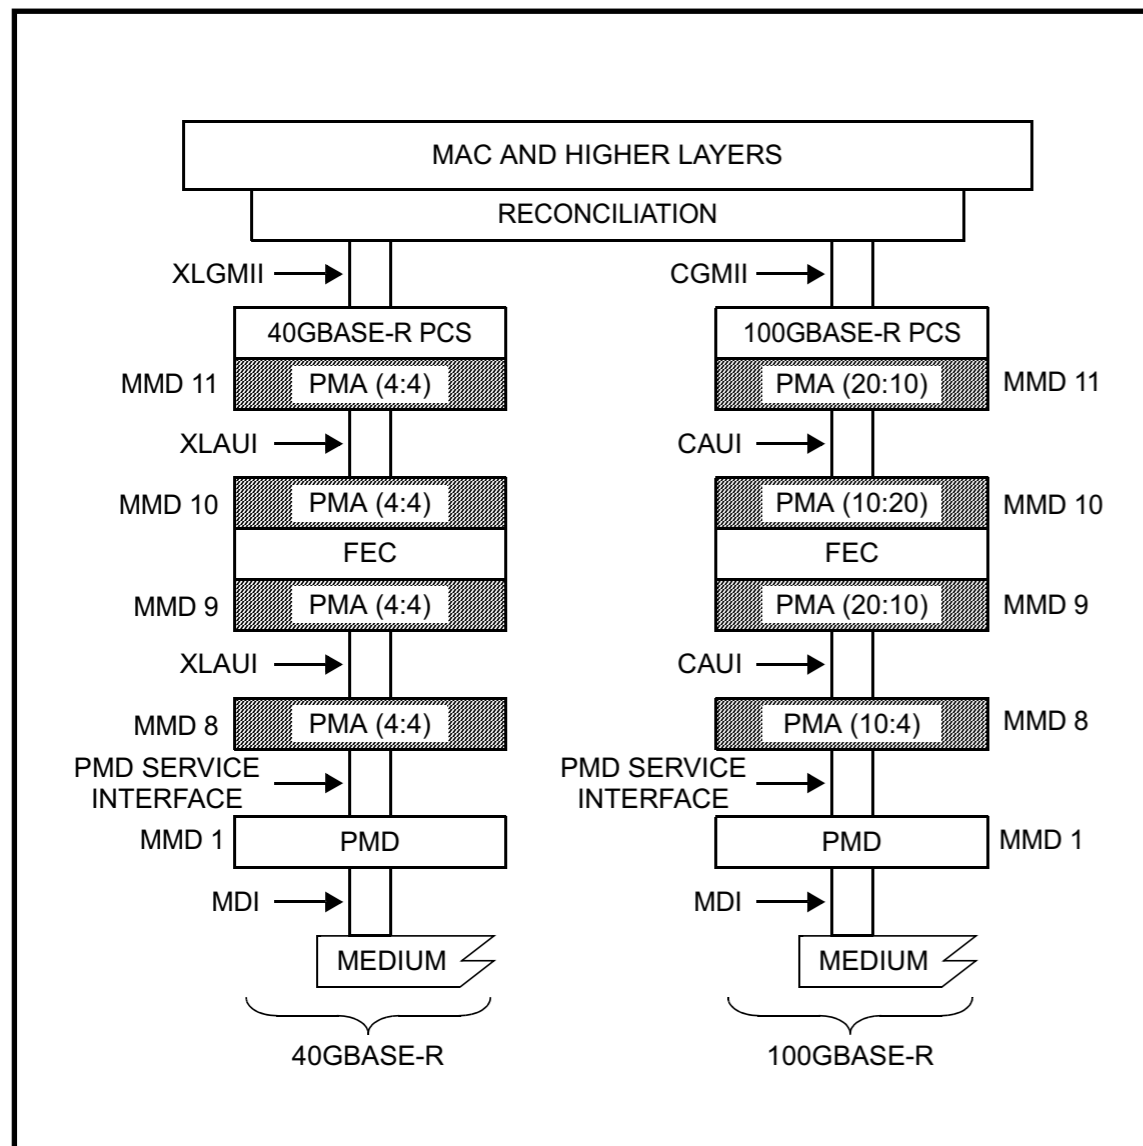 MAC AND HIGHER LAYERS
RECONCILIATION
XLGMII
CGMII
40GBASE-R PCS
100GBASE-R PCS
MMD 11
PMA (4:4)
PMA (20:10)
MMD 11
XLAUI
CAUI
MMD 10
PMA (4:4)
PMA (10:20)
MMD 10
FEC
FEC
MMD 9
PMA (4:4)
PMA (20:10)
MMD 9
XLAUI
CAUI
MMD 8
PMA (4:4)
PMA (10:4)
MMD 8
PMD SERVICE
INTERFACE
PMD SERVICE
INTERFACE
MMD 1
PMD
PMD
MMD 1
MDI
MDI
MEDIUM
MEDIUM
40GBASE-R
100GBASE-R